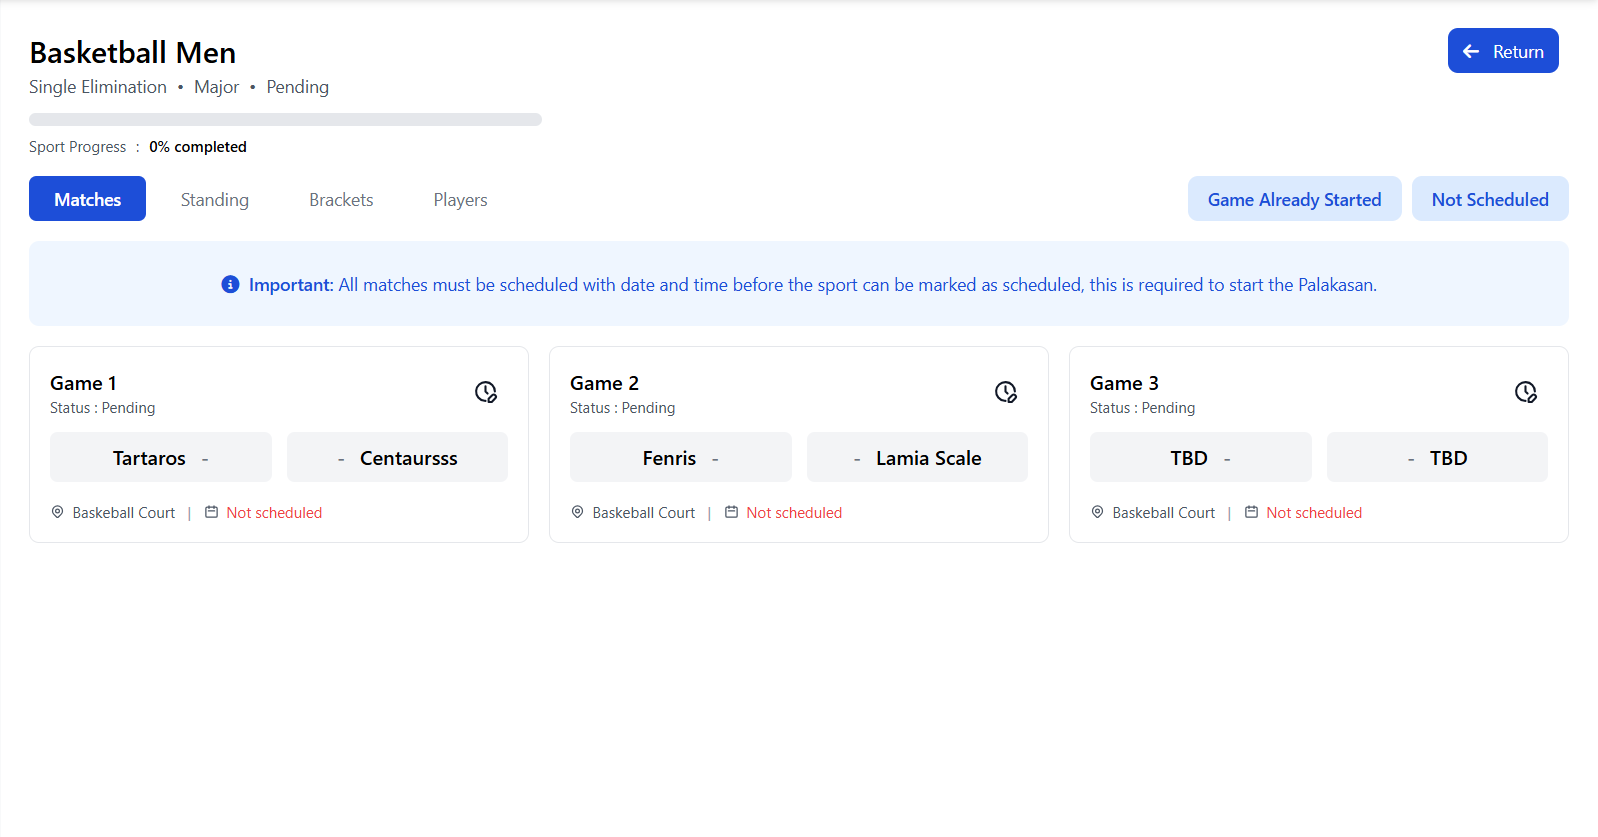 Basketball Men
Return
Single Elimination • Major • Pending
Sport Progress : 0% completed
Matches Standing Brackets Players Game Already Started Not Scheduled
Important: All matches must be scheduled with date and time before the sport can be marked as scheduled, this is required to start the Palakasan.
Game 1
Status : Pending
Tartaros - - Centaursss
Baskeball Court | Not scheduled
Game 2
Status : Pending
Fenris - - Lamia Scale
Baskeball Court | Not scheduled
Game 3
Status : Pending
TBD - - TBD
Baskeball Court | Not scheduled